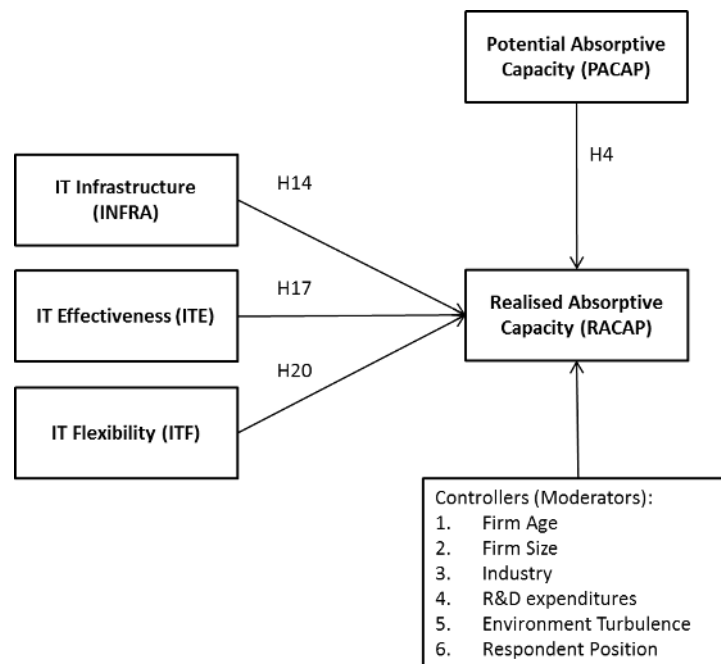 Potential Absorptive
Capacity (PACAP)
H4
IT Infrastructure
(INFRA)
H14
IT Effectiveness (ITE)
H17
Realised Absorptive
Capacity (RACAP)
H20
IT Flexibility (ITF)
Controllers (Moderators):
1. Firm Age
2. Firm Size
3. Industry
4. R&D expenditures
5. Environment Turbulence
6. Respondent Position